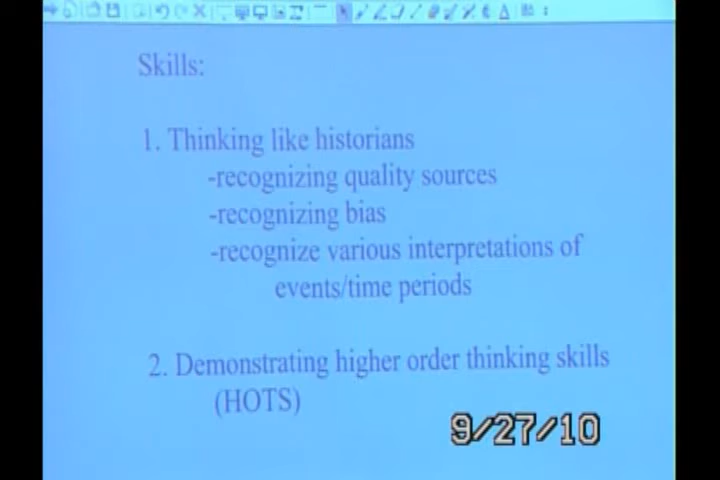 Skills:
1. Thinking like historians
-recognizing quality sources
-recognizing bias
-recognize various interpretations of
events/time periods
2. Demonstrating higher order thinking skills
(HOTS)
9/27/10